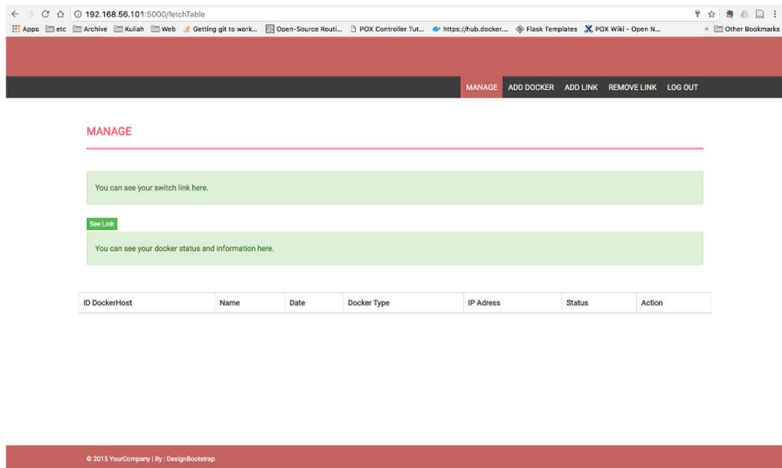 192.168.56.101:5000/fetchTable
Apps etc Archive Kuliah Web Getting git to work... Open-Source Routi... POX Controller Tut... https://hub.docker.... Flask Templates POX Wiki - Open N... » Other Bookmarks
MANAGE ADD DOCKER ADD LINK REMOVE LINK LOG OUT
MANAGE
You can see your switch link here.
See Link
You can see your docker status and information here.
ID DockerHost Name Date Docker Type IP Adress Status Action
© 2015 YourCompany | By : DesignBootstrap